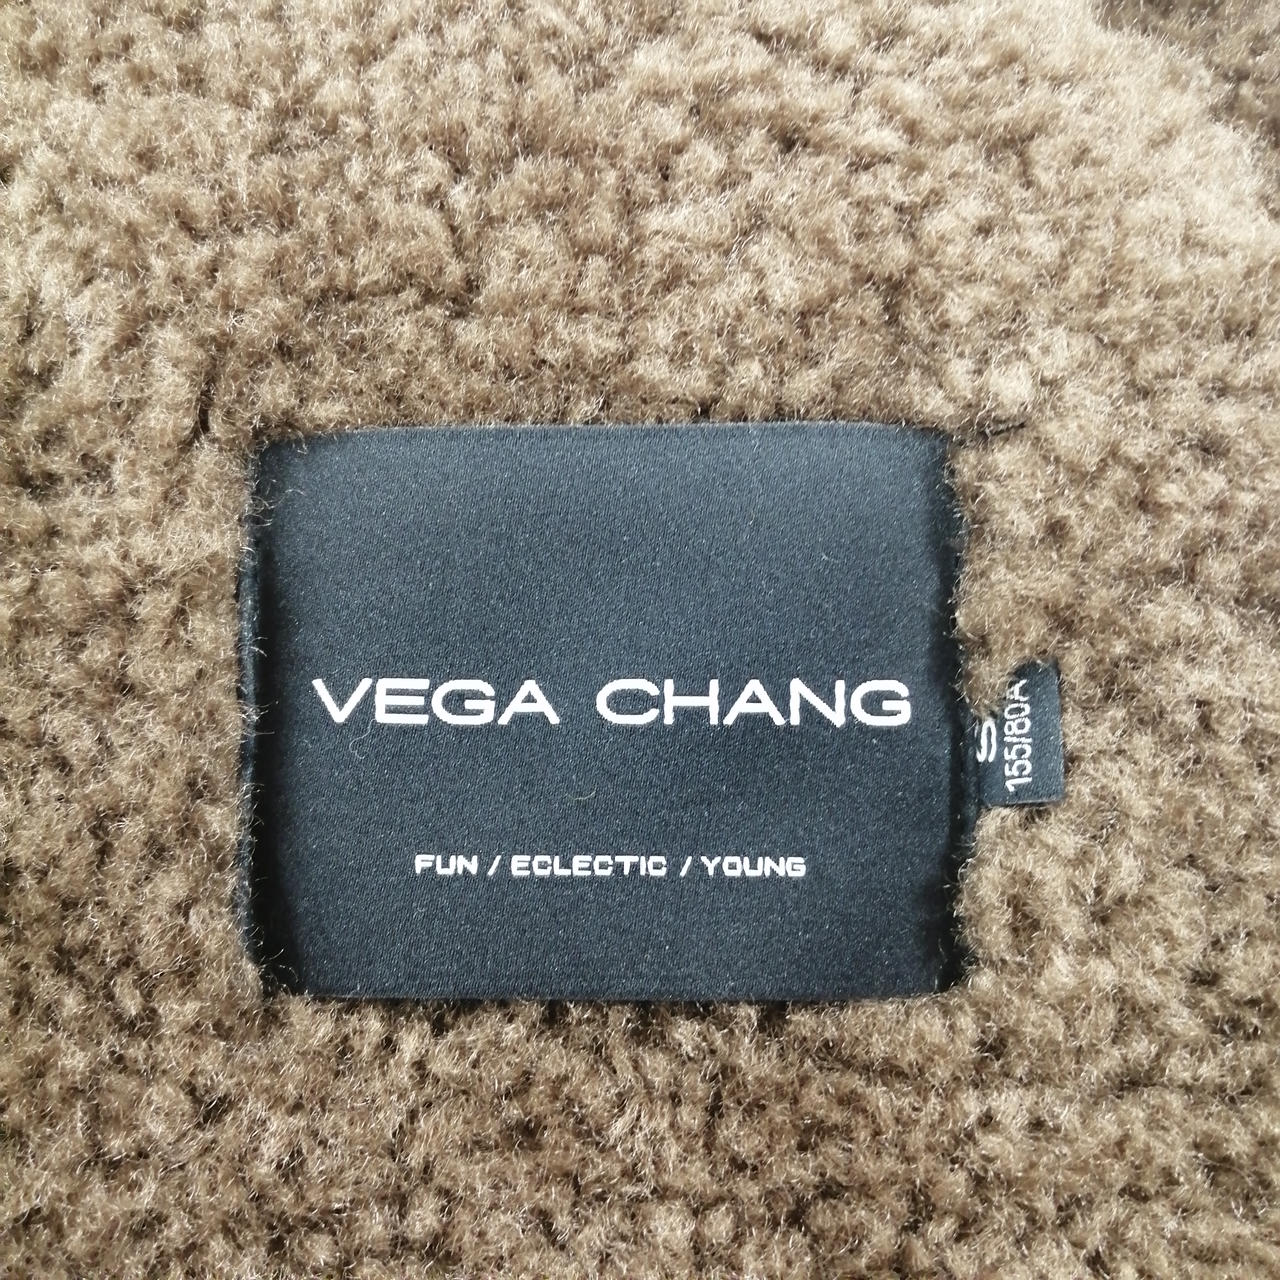 VEGA CHANG
FUN / ECLECTIC / YOUNG
S
155/80A